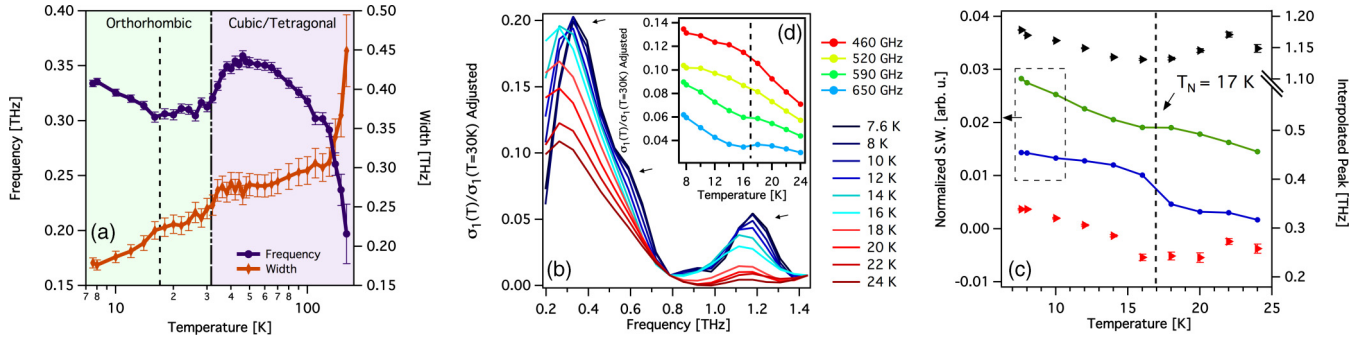 Orthorhombic
Cubic/Tetragonal
0.40
0.35
0.30
0.25
0.20
0.15
Frequency [THz]
0.50
0.45
0.40
0.35
0.30
0.25
0.20
0.15
Width [THz]
(a)
Frequency
Width
7 8 10 2 3 4 5 6 7 8 100
Temperature [K]
0.20
0.15
0.10
0.05
0.00
σ1(T)/σ1(T=30K) Adjusted
(b)
0.2 0.4 0.6 0.8 1.0 1.2 1.4
Frequency [THz]
(d)
0.14
0.12
0.10
0.08
0.06
0.04
σ1(T)/σ1(T=30K) Adjusted
8 10 12 14 16 18 20 22 24
Temperature [K]
460 GHz
520 GHz
590 GHz
650 GHz
7.6 K
8 K
10 K
12 K
14 K
16 K
18 K
20 K
22 K
24 K
0.04
0.03
0.02
0.01
0.00
-0.01
Normalized S.W. [arb. u.]
TN = 17 K
1.20
1.15
1.10
0.5
0.4
0.3
0.2
Interpolated Peak [THz]
(c)
10 15 20 25
Temperature [K]